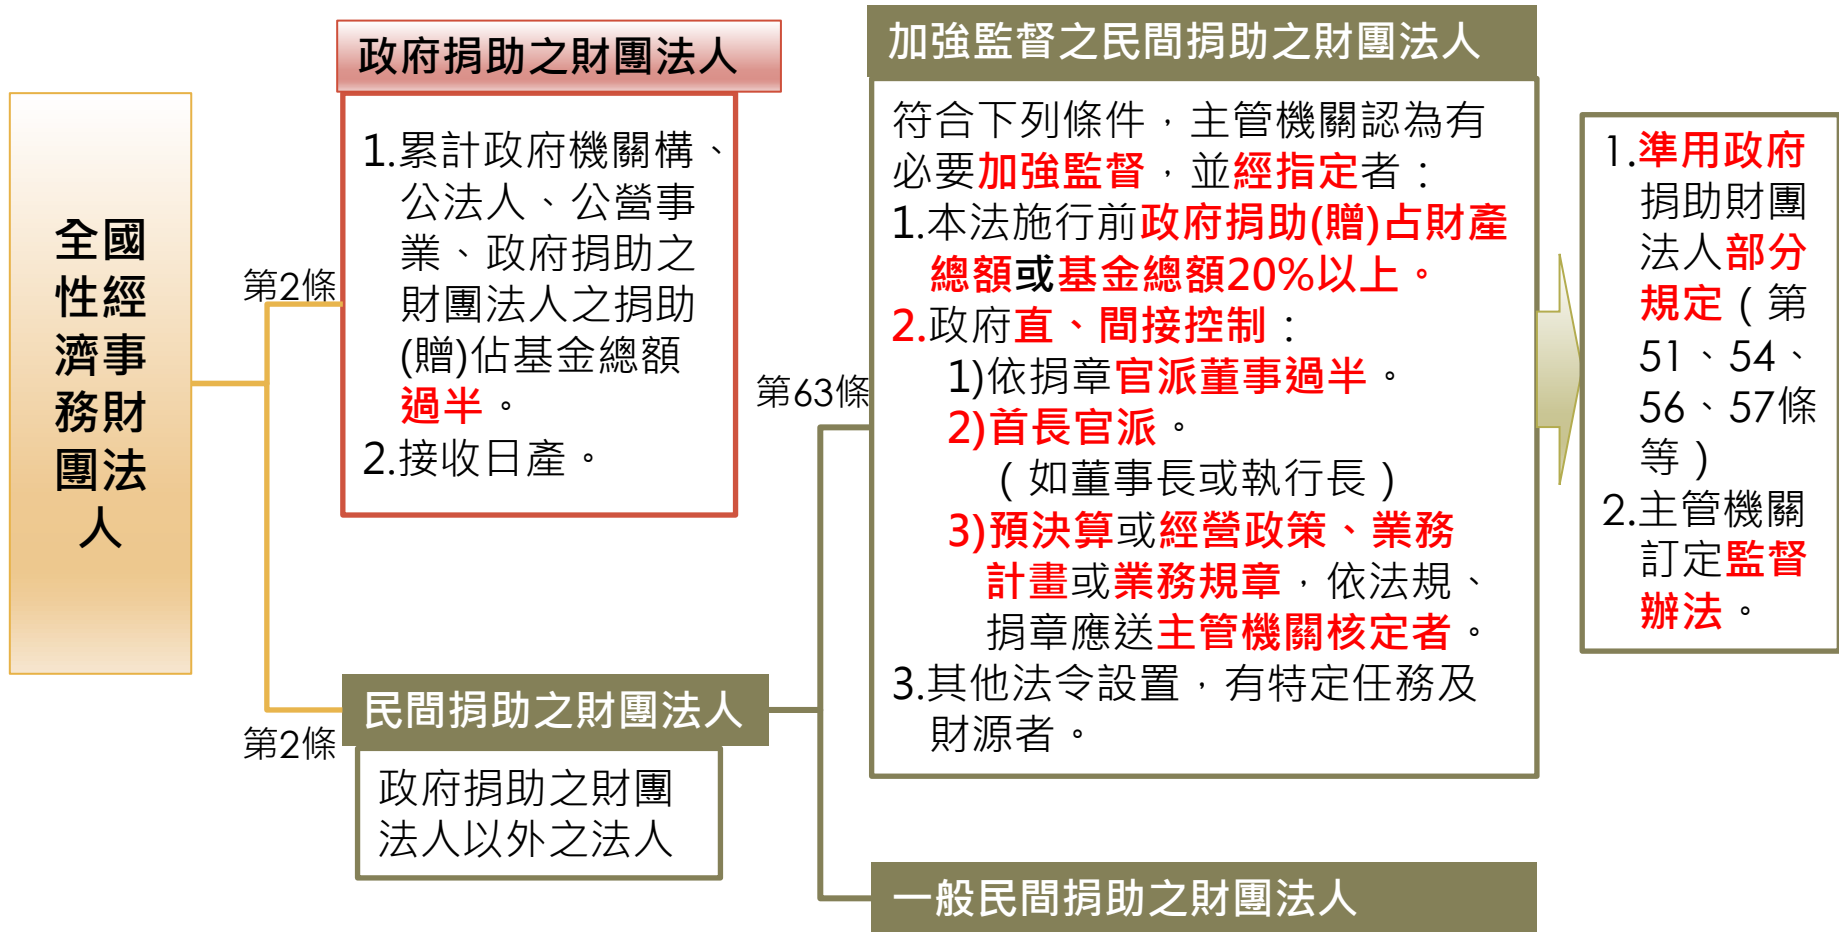 全國
性經
濟事
務財
團法
人
第2條
政府捐助之財團法人
1.累計政府機關構、
公法人、公營事
業、政府捐助之
財團法人之捐助
(贈)佔基金總額
過半。
2.接收日產。
第2條
民間捐助之財團法人
政府捐助之財團
法人以外之法人
第63條
加強監督之民間捐助之財團法人
符合下列條件，主管機關認為有
必要加強監督，並經指定者：
1.本法施行前政府捐助(贈)占財產
總額或基金總額20%以上。
2.政府直、間接控制：
1)依捐章官派董事過半。
2)首長官派。
（如董事長或執行長）
3)預決算或經營政策、業務
計畫或業務規章，依法規、
捐章應送主管機關核定者。
3.其他法令設置，有特定任務及
財源者。
一般民間捐助之財團法人
1.準用政府
捐助財團
法人部分
規定（第
51、54、
56、57條
等）
2.主管機關
訂定監督
辦法。